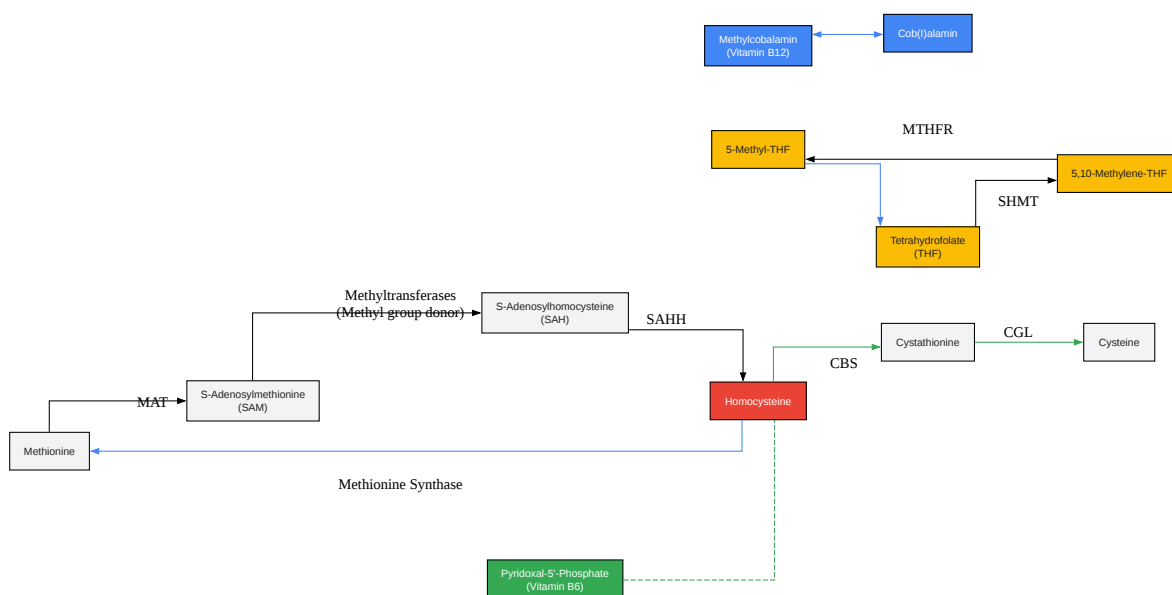 Methylcobalamin
(Vitamin B12)
Cob(I)alamin
MTHFR
5-Methyl-THF
5,10-Methylene-THF
SHMT
Tetrahydrofolate
(THF)
Methyltransferases
(Methyl group donor)
S-Adenosylhomocysteine
(SAH)
SAHH
Cystathionine
CGL
Cysteine
CBS
MAT
S-Adenosylmethionine
(SAM)
Homocysteine
Methionine
Methionine Synthase
Pyridoxal-5'-Phosphate
(Vitamin B6)